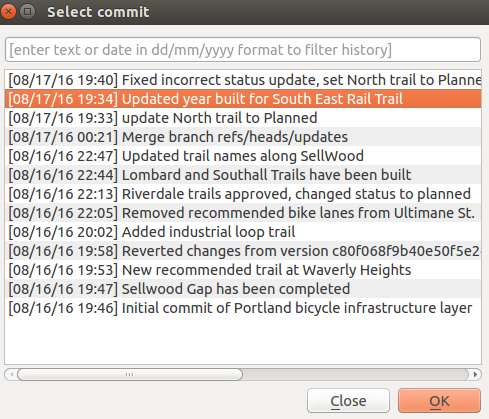 Select commit
[enter text or date in dd/mm/yyyy format to filter history]
[08/17/16 19:40] Fixed incorrect status update, set North trail to Planne
[08/17/16 19:34] Updated year built for South East Rail Trail
[08/17/16 19:33] update North trail to Planned
[08/17/16 00:21] Merge branch refs/heads/updates
[08/16/16 22:47] Updated trail names along SellWood
[08/16/16 22:44] Lombard and Southall Trails have been built
[08/16/16 22:13] Riverdale trails approved, changed status to planned
[08/16/16 22:05] Removed recommended bike lanes from Ultimane St.
[08/16/16 20:02] Added industrial loop trail
[08/16/16 19:58] Reverted changes from version c80f068f9b40e50f5e2
[08/16/16 19:53] New recommended trail at Waverly Heights
[08/16/16 19:47] Sellwood Gap has been completed
[08/16/16 19:46] Initial commit of Portland bicycle infrastructure layer
Close
OK